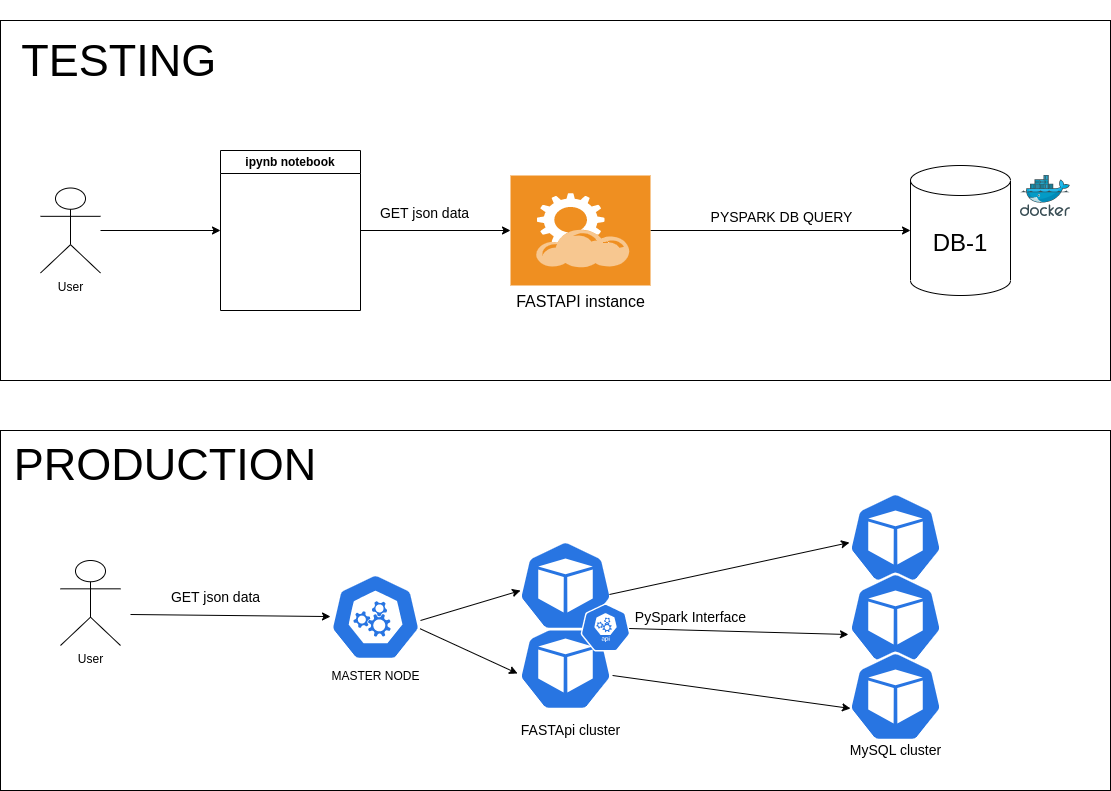 TESTING
ipynb notebook
GET json data
PYSPARK DB QUERY
docker
DB-1
User
FASTAPI instance
PRODUCTION
GET json data
PySpark Interface
api
User
MASTER NODE
FASTApi cluster
MySQL cluster